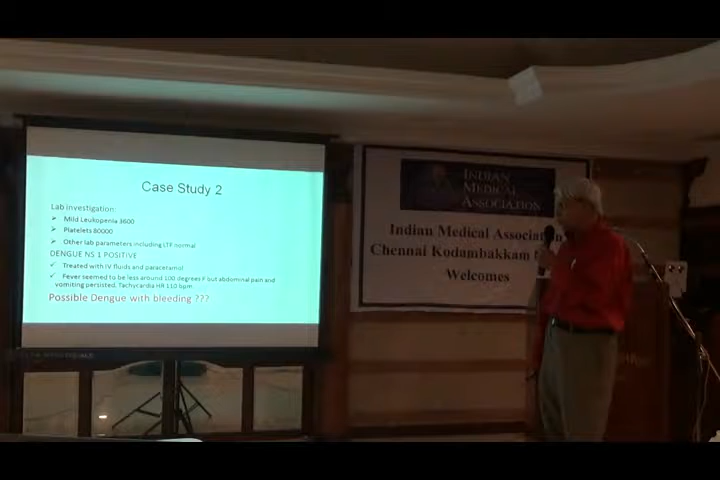 Case Study 2
Lab investigation:
Mild Leukopenia 3600
Platelets 80000
Other lab parameters including LTF normal
DENGUE NS 1 POSITIVE
Treated with IV fluids and paracetamol
Fever seemed to be less around 100 degrees F but abdominal pain and
vomiting persisted. Tachycardia HR 110 bpm
Possible Dengue with bleeding ???
INDIAN
MEDICAL
ASSOCIATION
Indian Medical Association
Chennai Kodambakkam
Welcomes